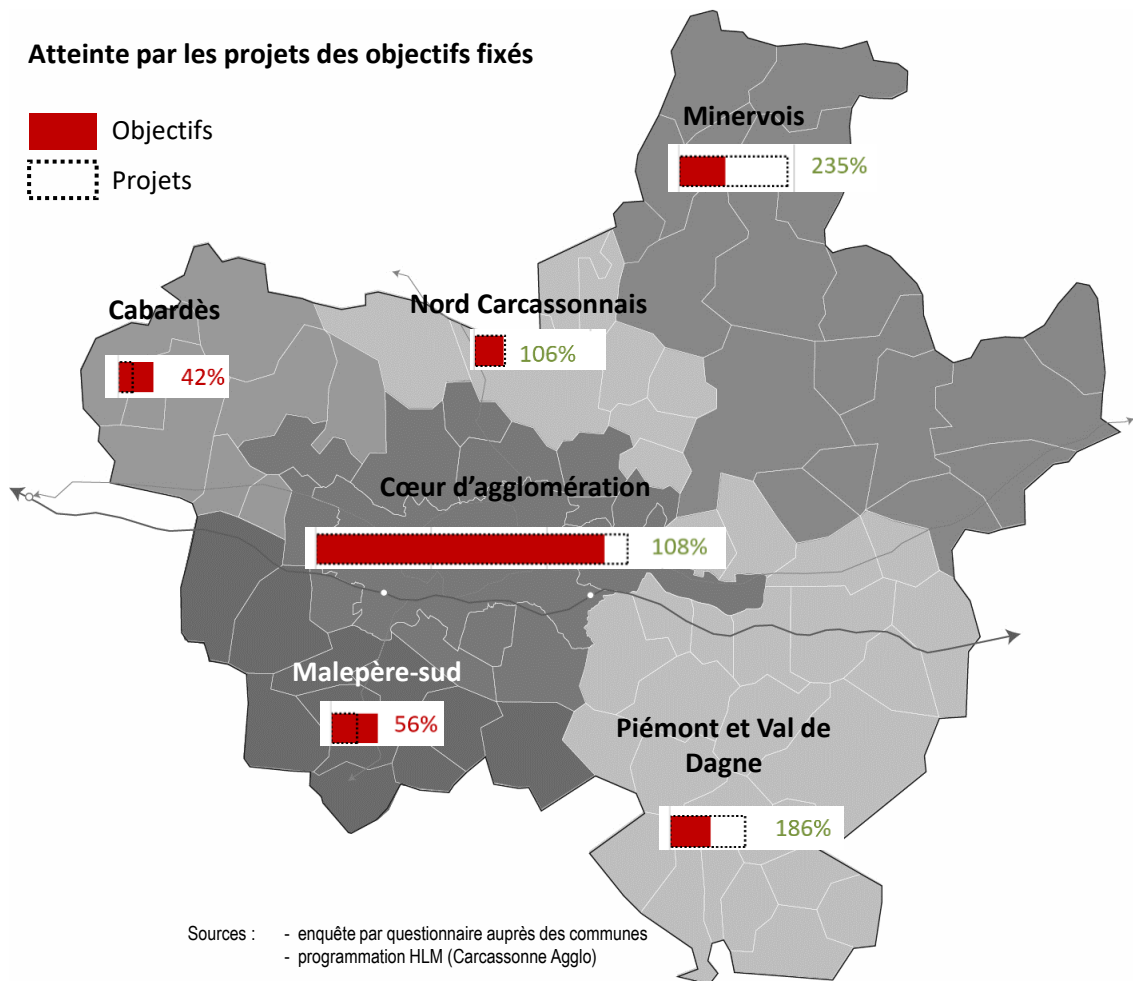 Atteinte par les projets des objectifs fixés
Objectifs
Projets
Minervois
235%
Cabardès
42%
Nord Carcassonnais
106%
Cœur d'agglomération
108%
Malepère-sud
56%
Piémont et Val de
Dagne
186%
Sources : - enquête par questionnaire auprès des communes
- programmation HLM (Carcassonne Agglo)